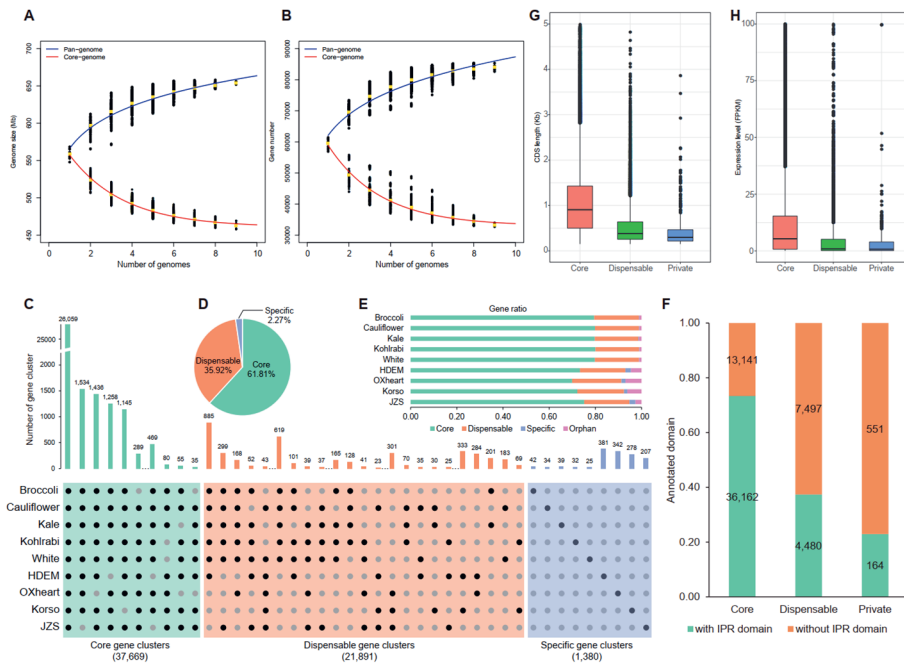 A
Pan-genome
Core-genome
Genome size (Mb)
700
650
600
550
500
450
0
2
4
6
8
10
Number of genomes
B
Pan-genome
Core-genome
Gene number
90000
80000
70000
60000
50000
40000
30000
0
2
4
6
8
10
Number of genomes
G
CDS length (Kb)
5
4
3
2
1
0
Core
Dispensable
Private
H
Expression level (FPKM)
100
75
50
25
0
Core
Dispensable
Private
C
Number of gene cluster
25000
2000
1500
1000
500
0
26,059
1,534
1,436
1,258
1,145
289
469
80
55
35
885
299
168
52
43
619
101
39
37
165
128
41
23
301
70
35
30
25
333
284
201
183
69
42
34
39
32
25
381
342
278
207
D
Specific
2.27%
Dispensable
35.92%
Core
61.81%
E
Gene ratio
Broccoli
Cauliflower
Kale
Kohlrabi
White
HDEM
OXheart
Korso
JZS
0.00
0.20
0.40
0.60
0.80
1.00
Core
Dispensable
Specific
Orphan
Broccoli
Cauliflower
Kale
Kohlrabi
White
HDEM
OXheart
Korso
JZS
Core gene clusters
(37,669)
Dispensable gene clusters
(21,891)
Specific gene clusters
(1,380)
F
Annotated domain
1.00
0.80
0.60
0.40
0.20
0.00
13,141
36,162
7,497
4,480
551
164
Core
Dispensable
Private
with IPR domain
without IPR domain